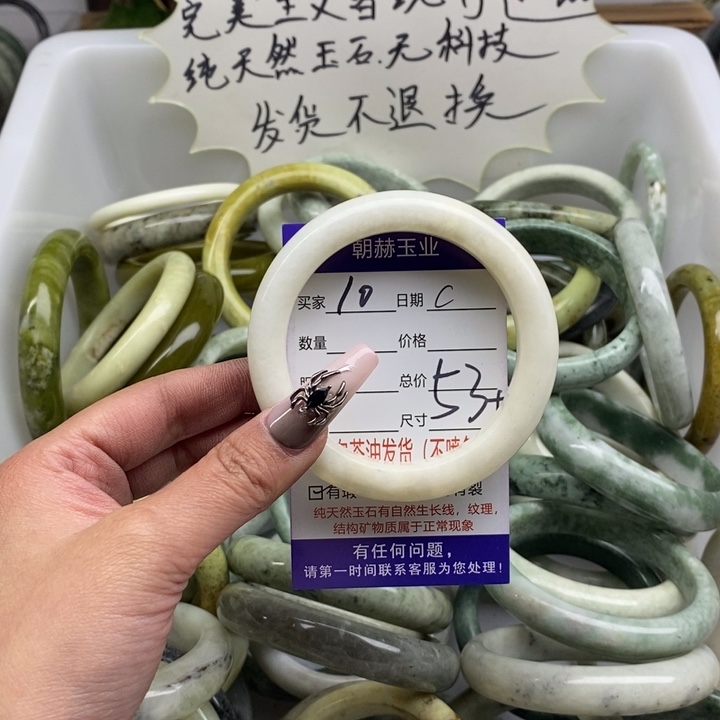 纯天然玉石.无科技
发货不退换
朝赫玉业
买家 10 日期 C
数量 价格
总价
尺寸 53+
有瑕
纯天然玉石有自然生长线,纹理,
结构矿物质属于正常现象
有任何问题,
请第一时间联系客服为您处理!